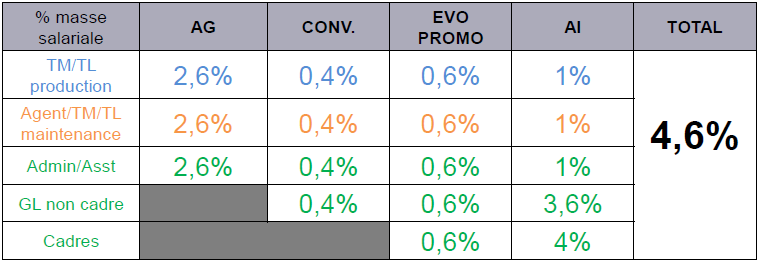 % masse salariale AG CONV. EVO PROMO AI TOTAL
TM/TL production 2,6% 0,4% 0,6% 1% 4,6%
Agent/TM/TL maintenance 2,6% 0,4% 0,6% 1%
Admin/Asst 2,6% 0,4% 0,6% 1%
GL non cadre 0,4% 0,6% 3,6%
Cadres 0,6% 4%